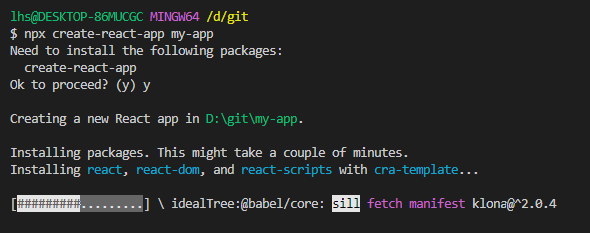 lhs@DESKTOP-86MUCGC MINGW64 /d/git
$ npx create-react-app my-app
Need to install the following packages:
  create-react-app
Ok to proceed? (y) y
Creating a new React app in D:\git\my-app.
Installing packages. This might take a couple of minutes.
Installing react, react-dom, and react-scripts with cra-template...
[#########.........] \ idealTree:@babel/core: sill fetch manifest klona@^2.0.4